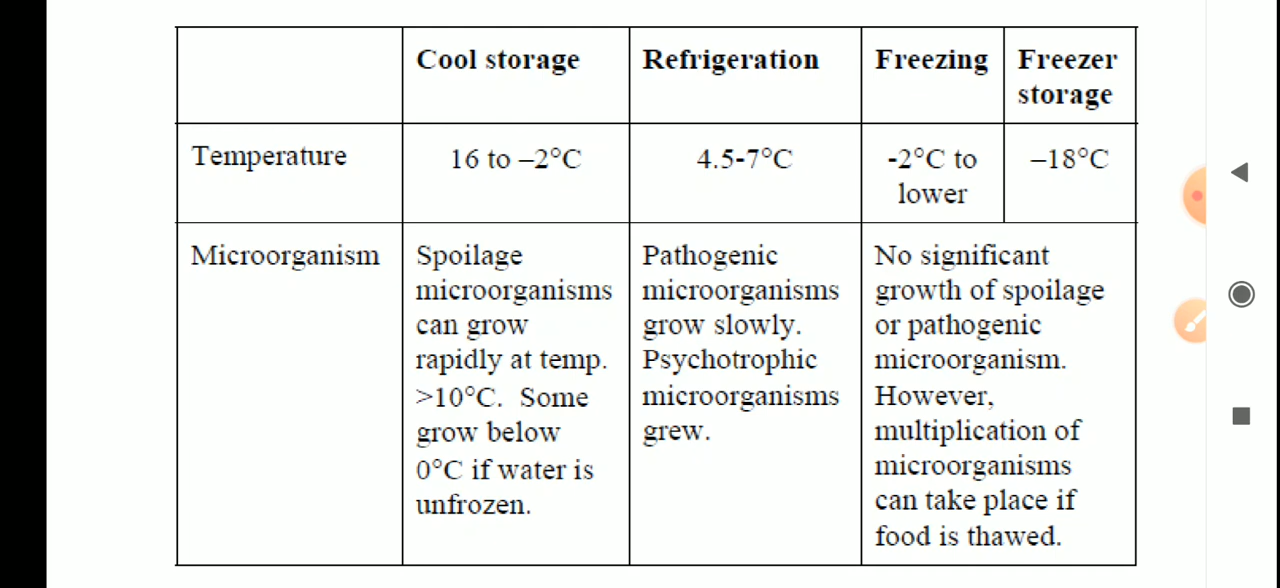 Cool storage
Refrigeration
Freezing
Freezer
storage
Temperature
16 to –2°C
4.5-7°C
-2°C to
lower
–18°C
Microorganism
Spoilage
microorganisms
can grow
rapidly at temp.
>10°C. Some
grow below
0°C if water is
unfrozen.
Pathogenic
microorganisms
grow slowly.
Psychotrophic
microorganisms
grew.
No significant
growth of spoilage
or pathogenic
microorganism.
However,
multiplication of
microorganisms
can take place if
food is thawed.